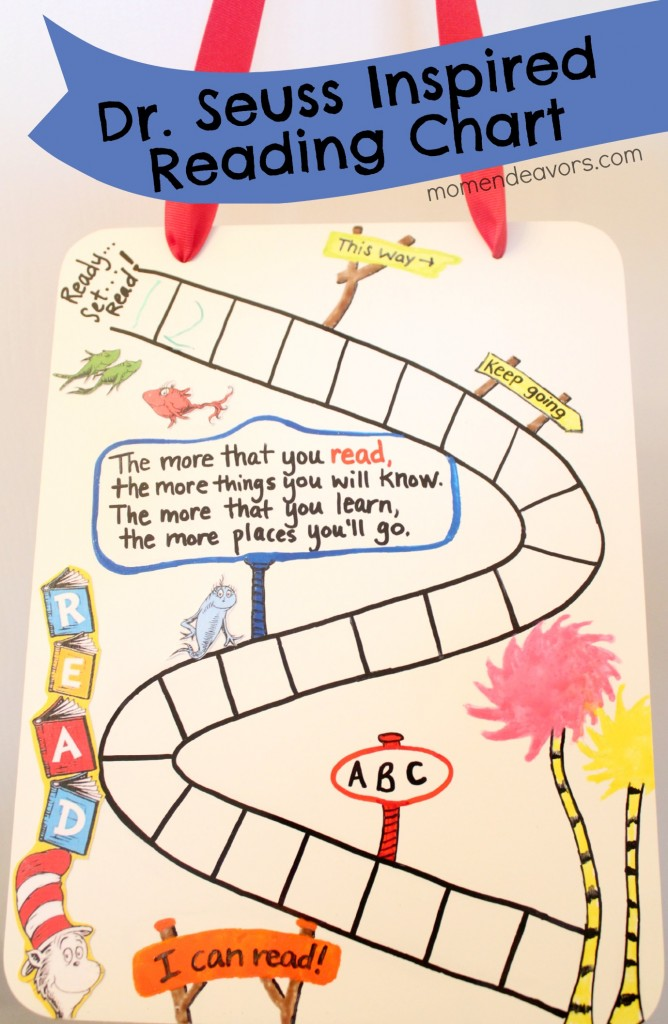 Dr. Seuss Inspired
Reading Chart
momendeavors.com
Ready...
Set...
Read!
This way →
1 2
Keep going
The more that you read,
the more things you will know.
The more that you learn,
the more places you'll go.
R
E
A
D
A B C
I can read!